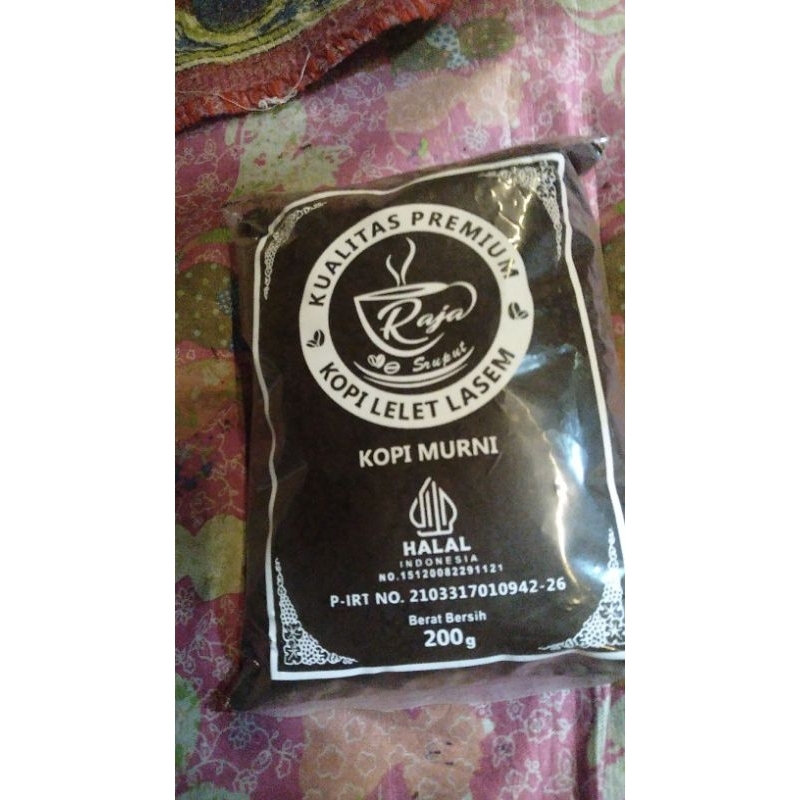 KUALITAS PREMIUM
Raja
Sruput
KOPI LELET LASEM
KOPI MURNI
HALAL
INDONESIA
NO.15120082291121
P-IRT NO. 2103317010942-26
Berat Bersih
200g